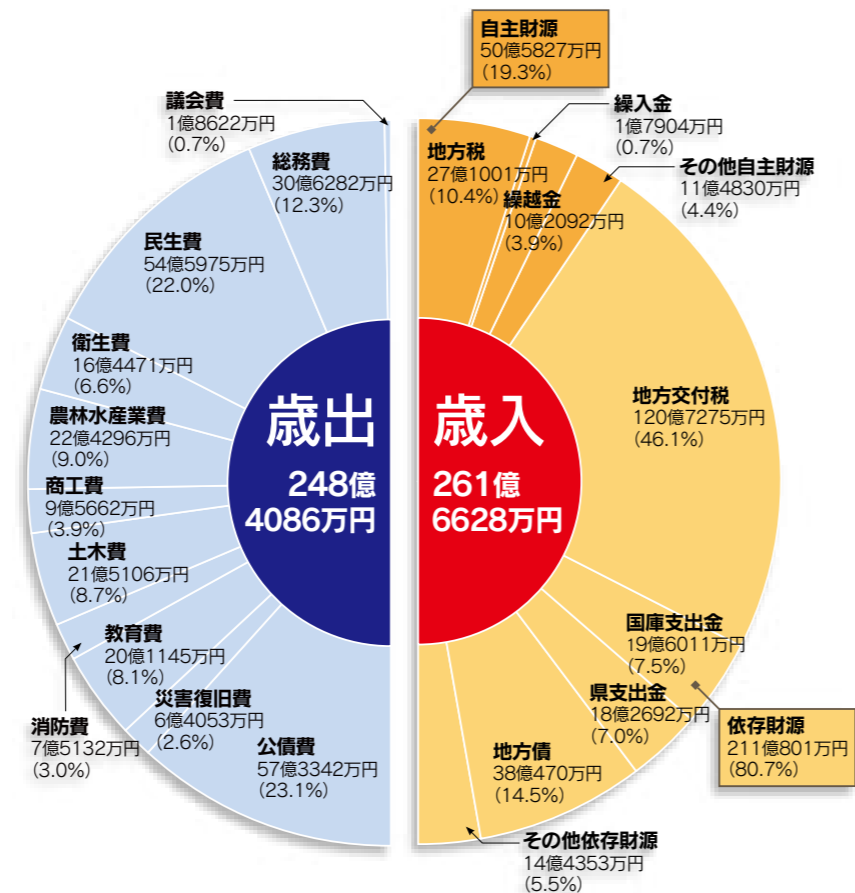 自主財源
50億5827万円
(19.3%)
議会費
1億8622万円
(0.7%)
総務費
30億6282万円
(12.3%)
民生費
54億5975万円
(22.0%)
衛生費
16億4471万円
(6.6%)
農林水産業費
22億4296万円
(9.0%)
商工費
9億5662万円
(3.9%)
土木費
21億5106万円
(8.7%)
教育費
20億1145万円
(8.1%)
消防費
7億5132万円
(3.0%)
災害復旧費
6億4053万円
(2.6%)
公債費
57億3342万円
(23.1%)
歳出
248億
4086万円
歳入
261億
6628万円
地方税
27億1001万円
(10.4%)
繰入金
1億7904万円
(0.7%)
繰越金
10億2092万円
(3.9%)
その他自主財源
11億4830万円
(4.4%)
地方交付税
120億7275万円
(46.1%)
国庫支出金
19億6011万円
(7.5%)
県支出金
18億2692万円
(7.0%)
依存財源
211億801万円
(80.7%)
地方債
38億470万円
(14.5%)
その他依存財源
14億4353万円
(5.5%)